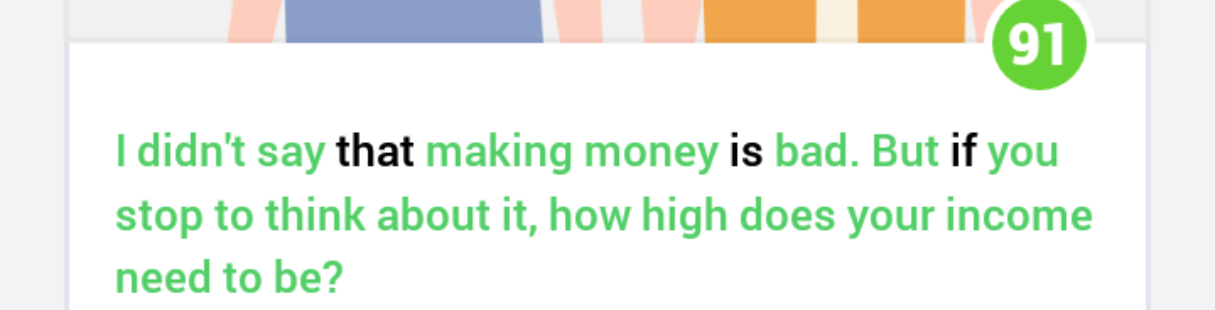 91
I didn't say that making money is bad. But if you
stop to think about it, how high does your income
need to be?